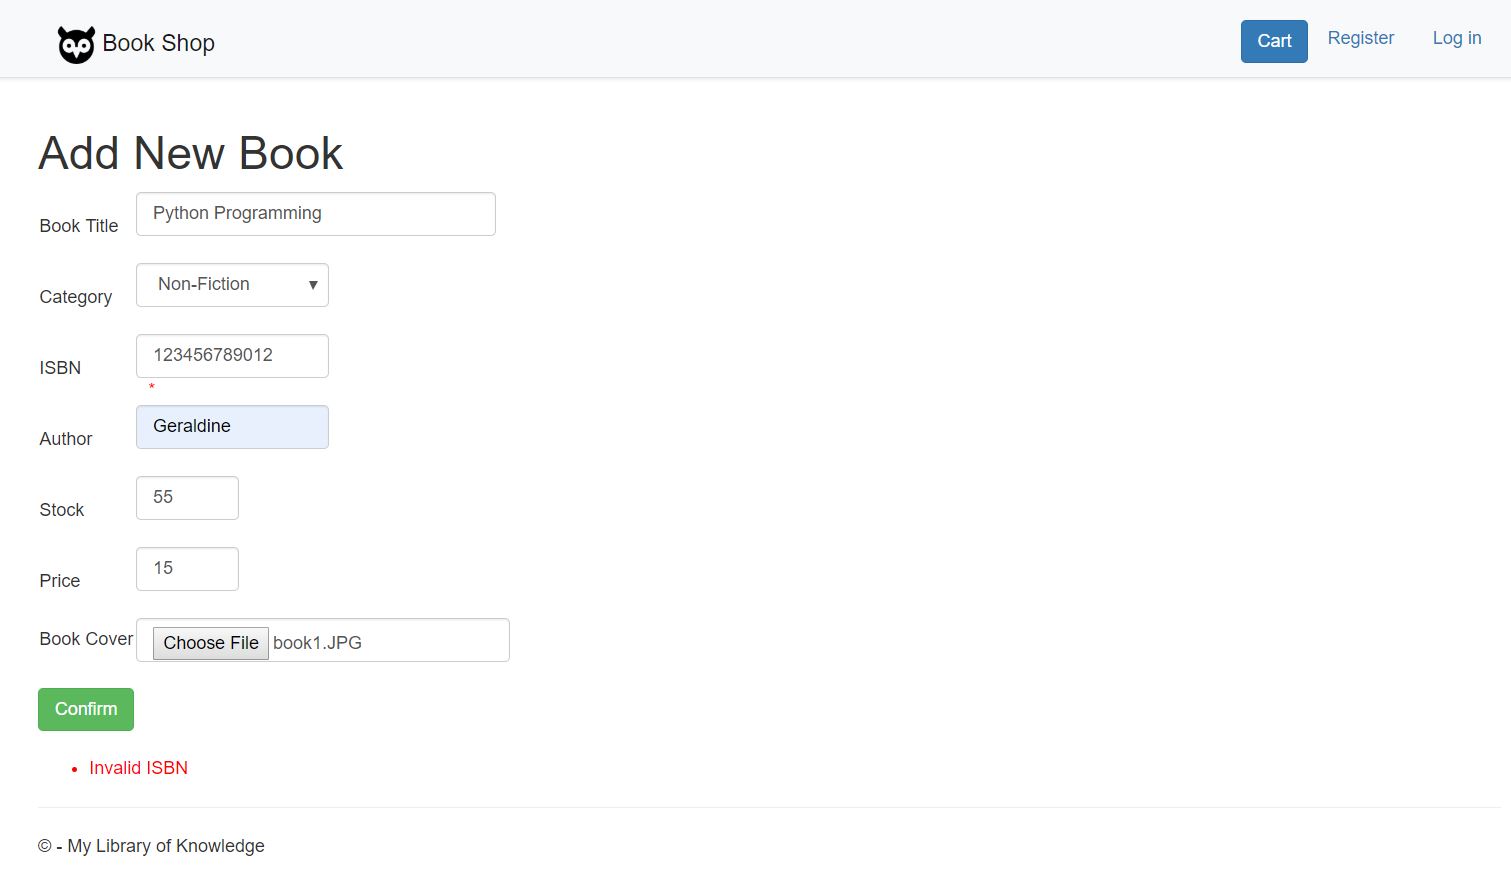 Book Shop
Cart Register Log in
Add New Book
Book Title Python Programming
Category Non-Fiction
ISBN 123456789012
*
Author Geraldine
Stock 55
Price 15
Book Cover Choose File book1.JPG
Confirm
• Invalid ISBN
© - My Library of Knowledge